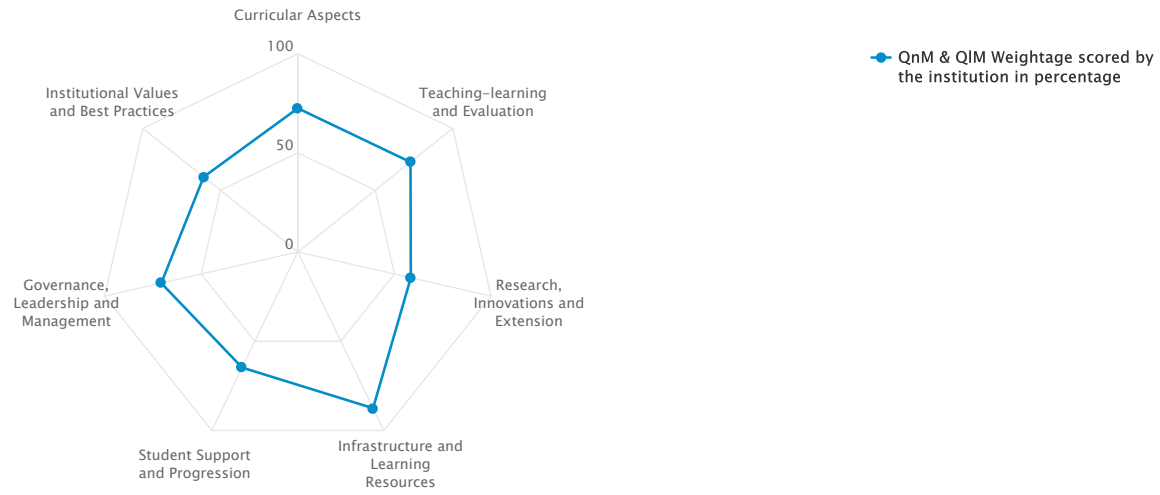 Curricular Aspects
100
50
0
Teaching-learning
and Evaluation
Research,
Innovations and
Extension
Infrastructure and
Learning
Resources
Student Support
and Progression
Governance,
Leadership and
Management
Institutional Values
and Best Practices
QnM & QlM Weightage scored by
the institution in percentage